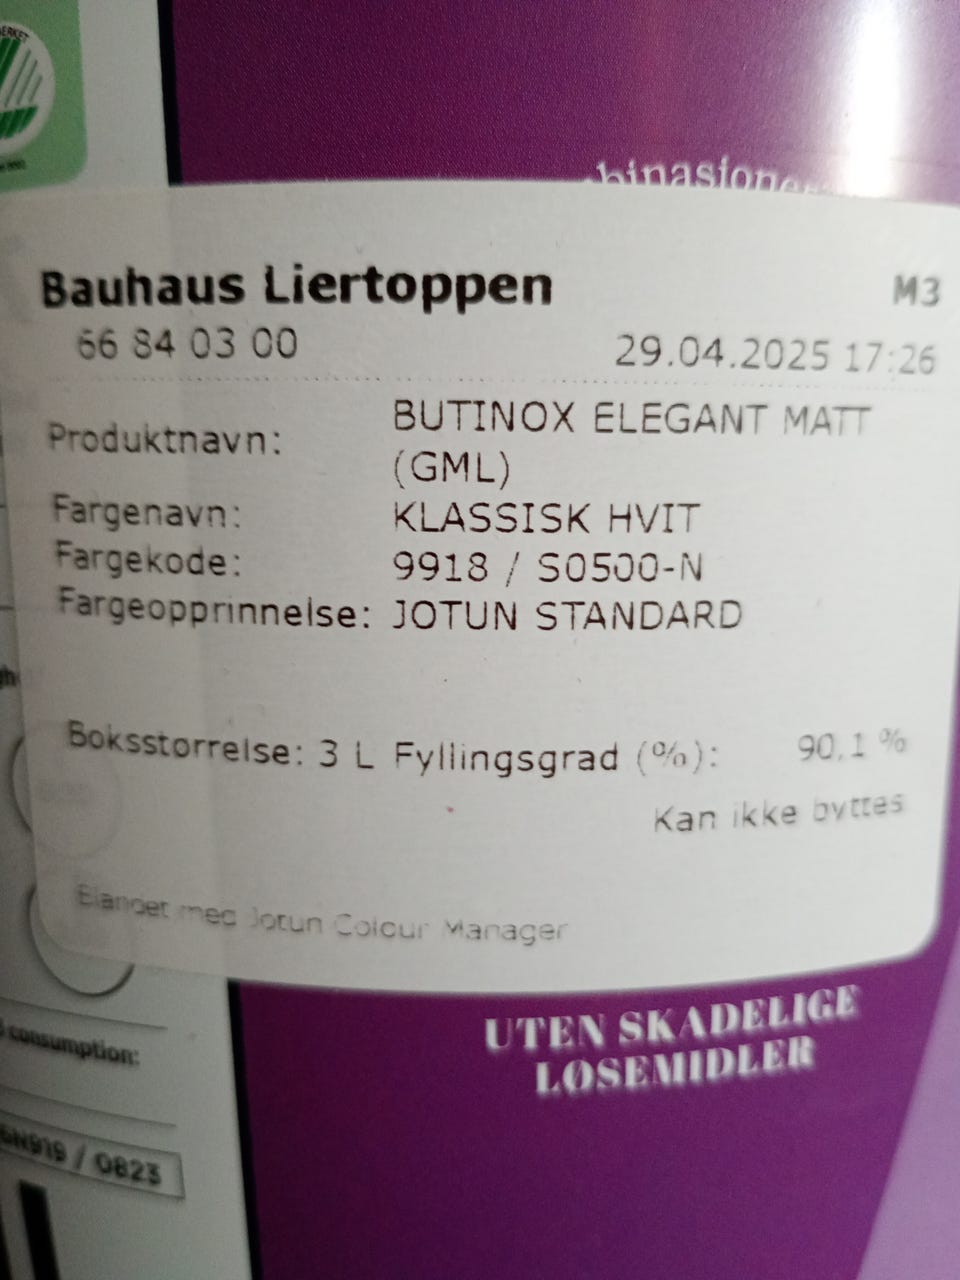 Bauhaus Liertoppen M3
66 84 03 00 29.04.2025 17:26
Produktnavn: BUTINOX ELEGANT MATT
(GML)
Fargenavn: KLASSISK HVIT
Fargekode: 9918 / S0500-N
Fargeopprinnelse: JOTUN STANDARD
Boksstørrelse: 3 L Fyllingsgrad (%): 90,1 %
Kan ikke byttes
Blandet med Jotun Colour Manager
UTEN SKADELIGE
LØSEMIDLER
consumption:
/ 0823